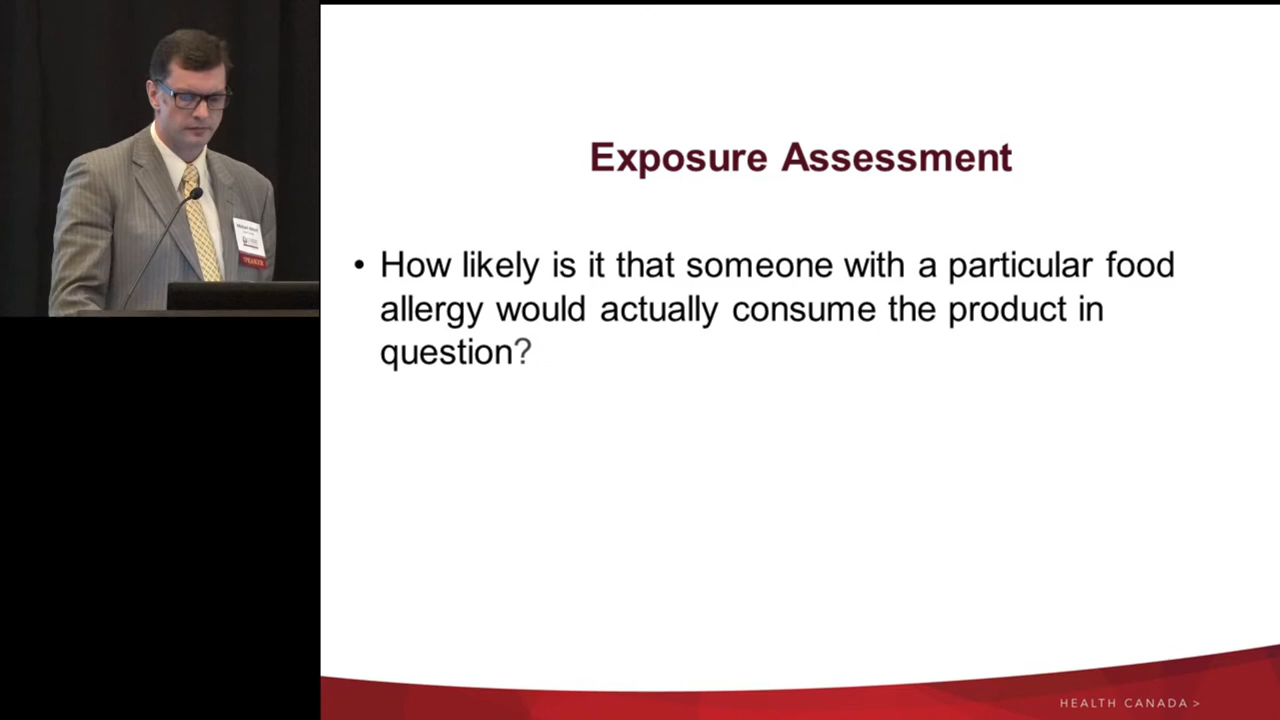 Exposure Assessment
• How likely is it that someone with a particular food
allergy would actually consume the product in
question?
SPEAKER
HEALTH CANADA >